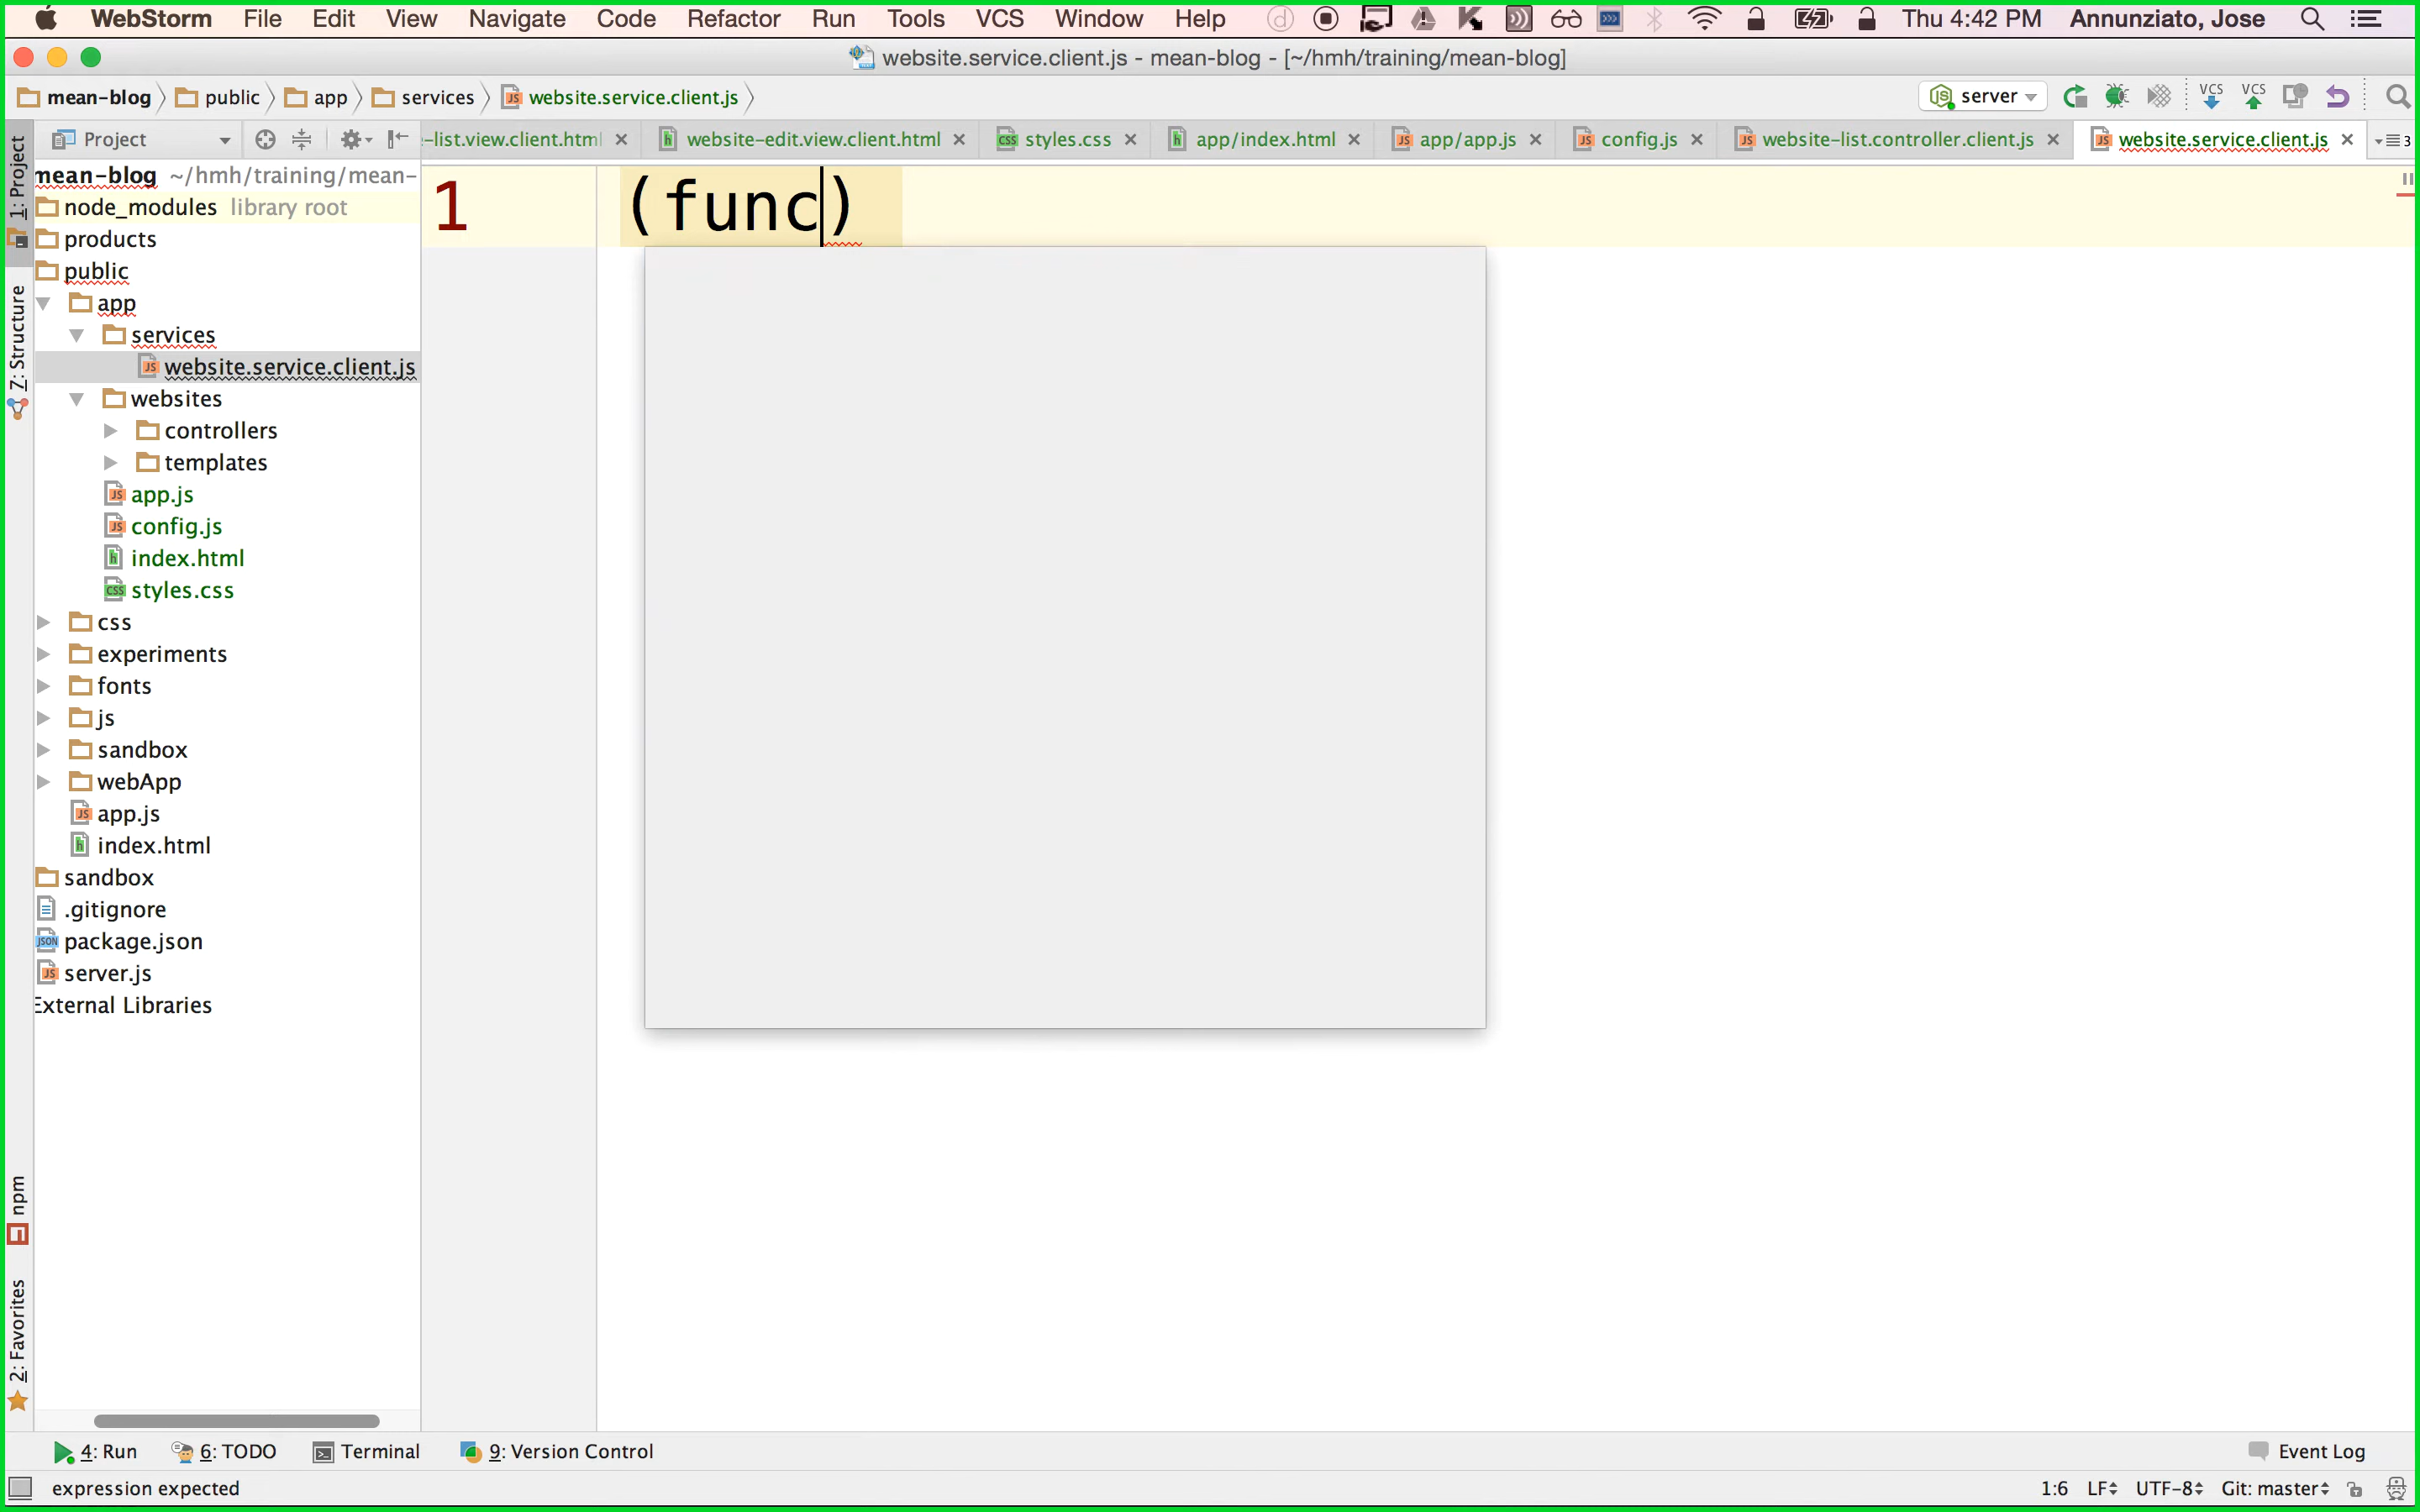 WebStorm File Edit View Navigate Code Refactor Run Tools VCS Window Help Thu 4:42 PM Annunziato, Jose
website.service.client.js - mean-blog - [~/hmh/training/mean-blog]
mean-blog public app services website.service.client.js server VCS VCS
1: Project
Project
-list.view.client.html website-edit.view.client.html styles.css app/index.html app/app.js config.js website-list.controller.client.js website.service.client.js 3
mean-blog ~/hmh/training/mean-
node_modules library root
products
public
app
services
website.service.client.js
websites
controllers
templates
app.js
config.js
index.html
styles.css
css
experiments
fonts
js
sandbox
webApp
app.js
index.html
sandbox
.gitignore
package.json
server.js
External Libraries
1 (func)
7: Structure
npm
2: Favorites
4: Run 6: TODO Terminal 9: Version Control Event Log
expression expected 1:6 LF UTF-8 Git: master